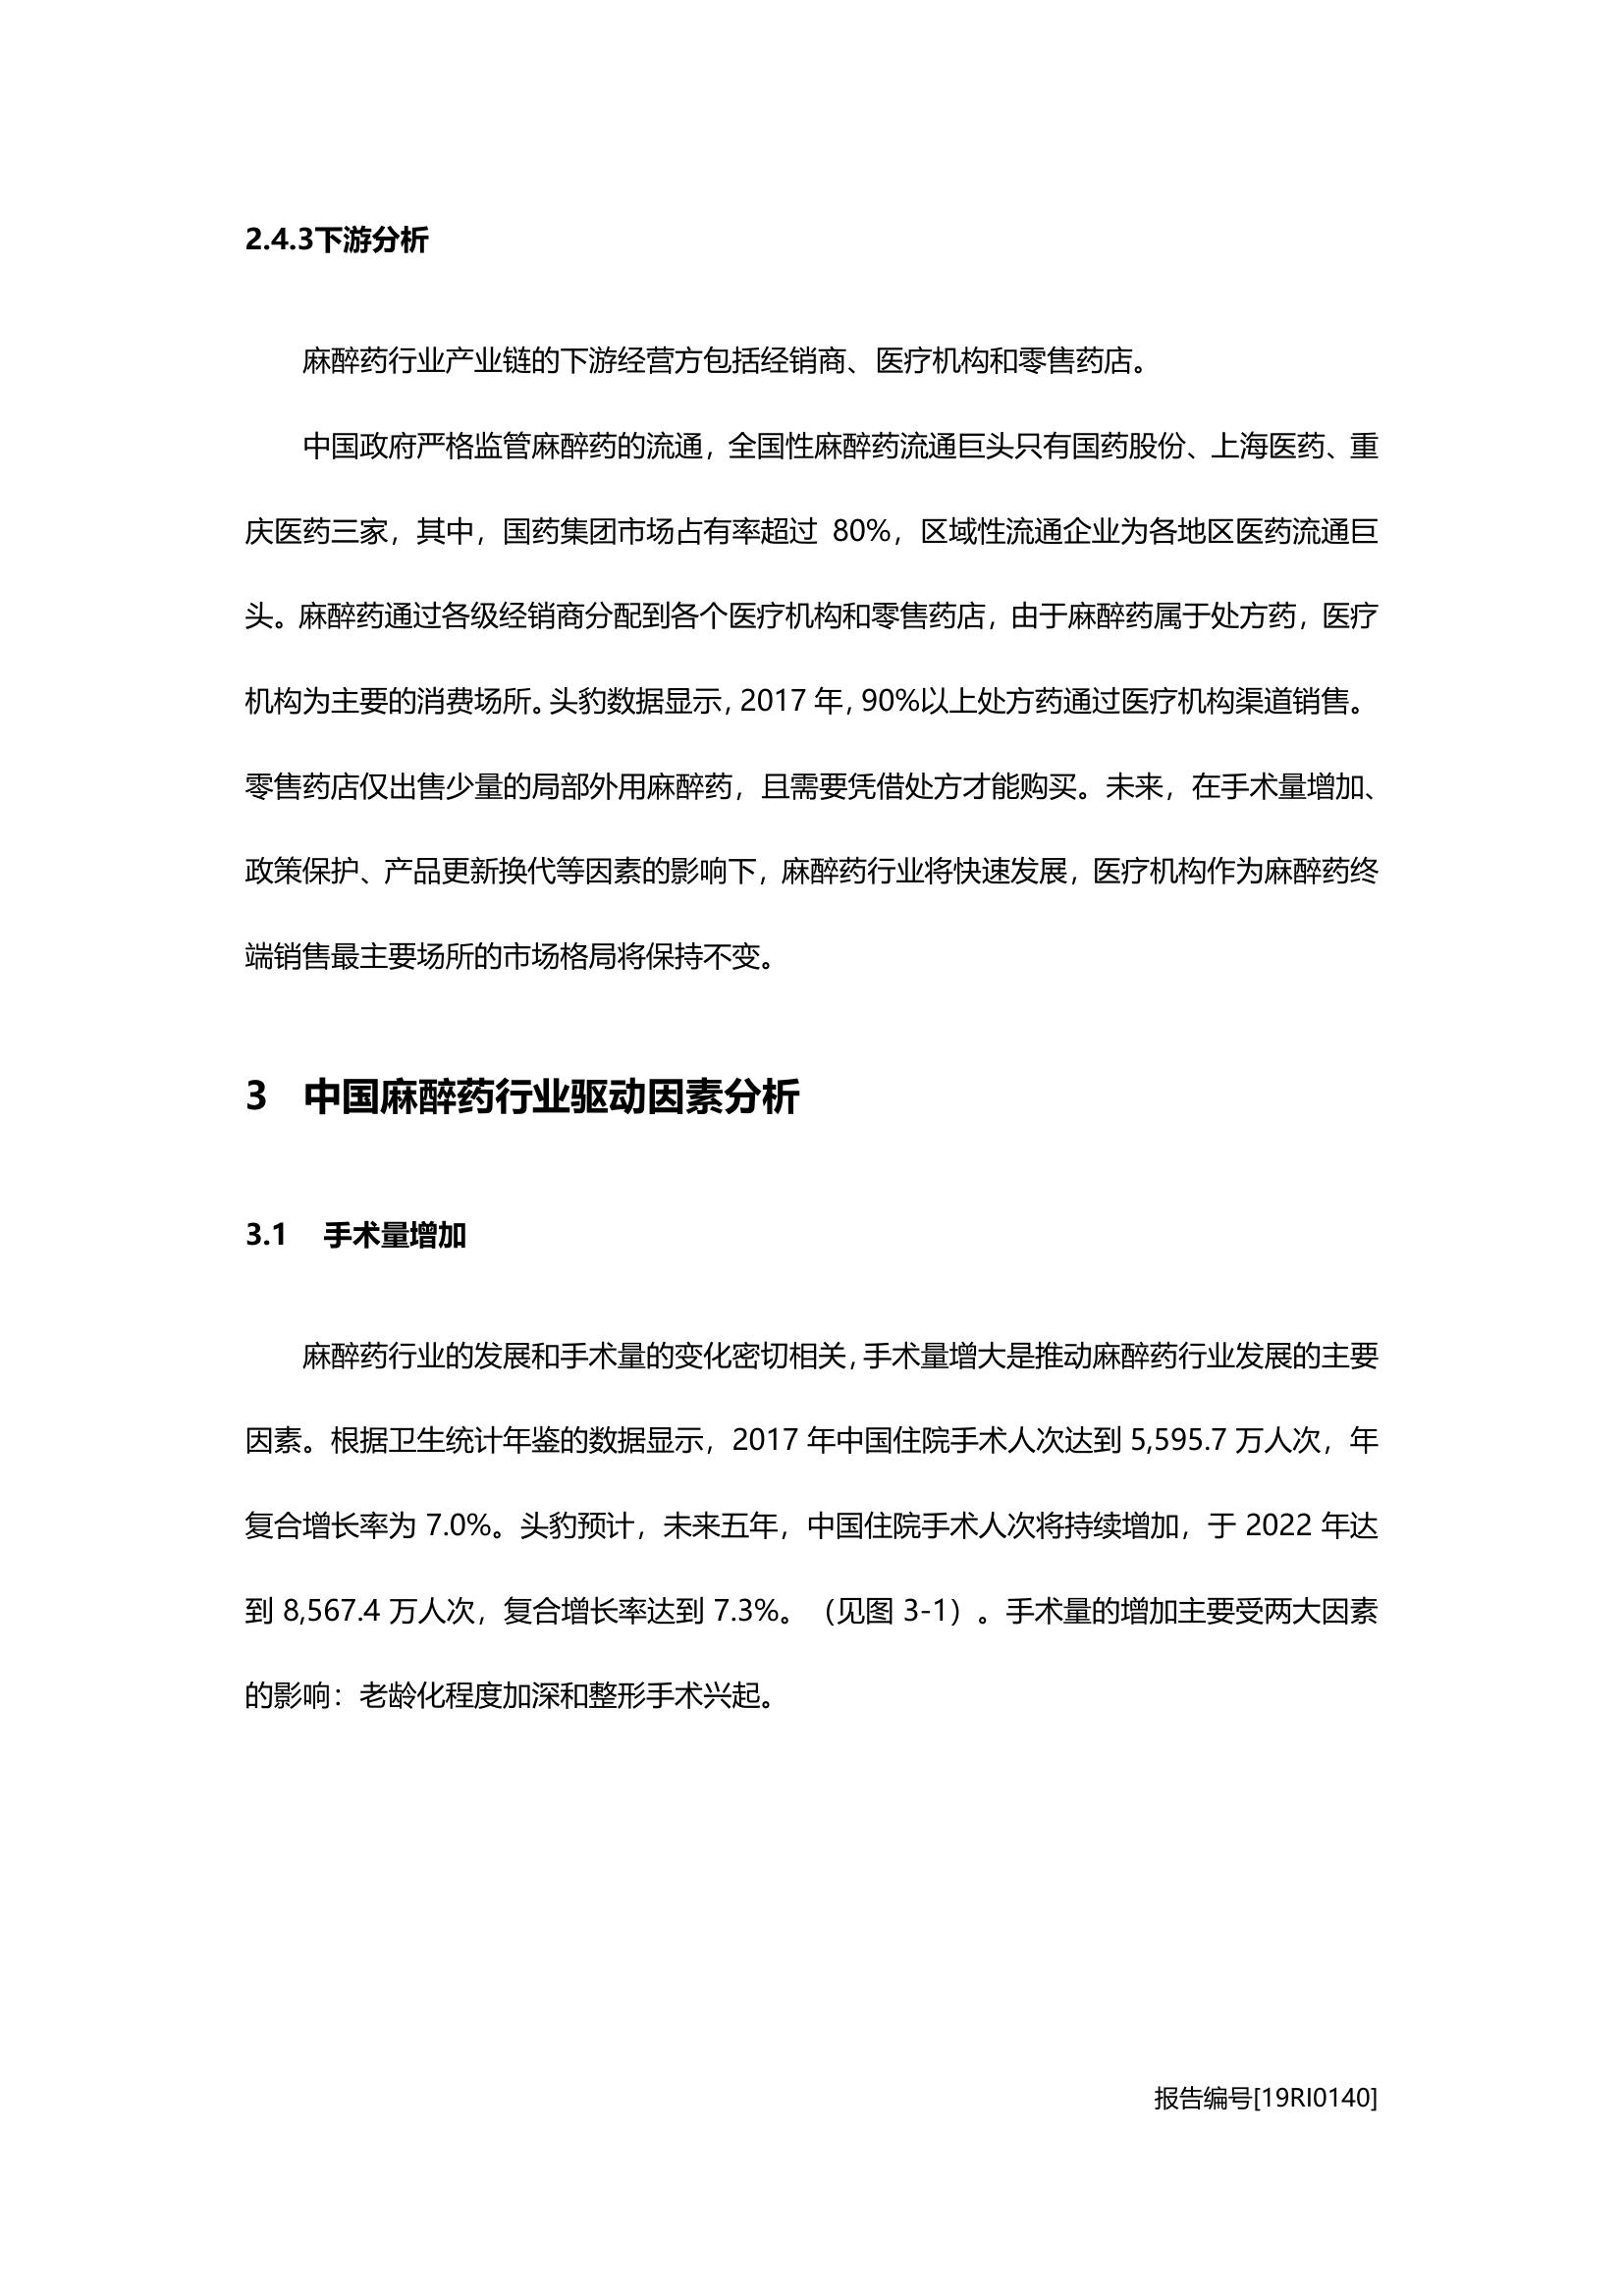 2.4.3下游分析
麻醉药行业产业链的下游经营方包括经销商、医疗机构和零售药店。
中国政府严格监管麻醉药的流通，全国性麻醉药流通巨头只有国药股份、上海医药、重
庆医药三家，其中，国药集团市场占有率超过 80%，区域性流通企业为各地区医药流通巨
头。麻醉药通过各级经销商分配到各个医疗机构和零售药店，由于麻醉药属于处方药，医疗
机构为主要的消费场所。头豹数据显示，2017 年，90%以上处方药通过医疗机构渠道销售。
零售药店仅出售少量的局部外用麻醉药，且需要凭借处方才能购买。未来，在手术量增加、
政策保护、产品更新换代等因素的影响下，麻醉药行业将快速发展，医疗机构作为麻醉药终
端销售最主要场所的市场格局将保持不变。
3 中国麻醉药行业驱动因素分析
3.1 手术量增加
麻醉药行业的发展和手术量的变化密切相关，手术量增大是推动麻醉药行业发展的主要
因素。根据卫生统计年鉴的数据显示，2017 年中国住院手术人次达到 5,595.7 万人次，年
复合增长率为 7.0%。头豹预计，未来五年，中国住院手术人次将持续增加，于 2022 年达
到 8,567.4 万人次，复合增长率达到 7.3%。（见图 3-1）。手术量的增加主要受两大因素
的影响：老龄化程度加深和整形手术兴起。
报告编号[19RI0140]